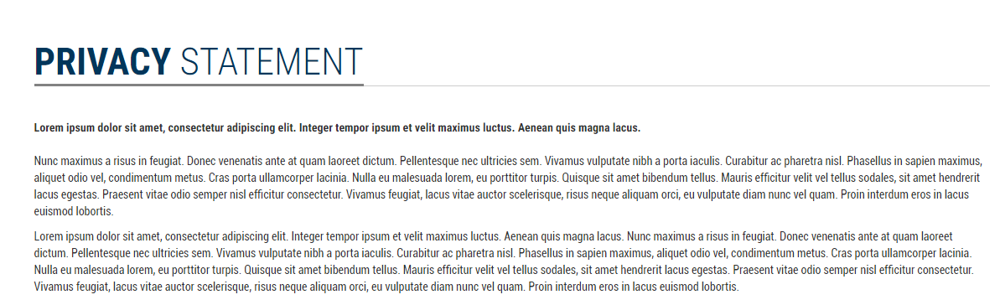 PRIVACY STATEMENT
Lorem ipsum dolor sit amet, consectetur adipiscing elit. Integer tempor ipsum et velit maximus luctus. Aenean quis magna lacus.
Nunc maximus a risus in feugiat. Donec venenatis ante at quam laoreet dictum. Pellentesque nec ultricies sem. Vivamus vulputate nibh a porta iaculis. Curabitur ac pharetra nisl. Phasellus in sapien maximus,
aliquet odio vel, condimentum metus. Cras porta ullamcorper lacinia. Nulla eu malesuada lorem, eu porttitor turpis. Quisque sit amet bibendum tellus. Mauris efficitur velit vel tellus sodales, sit amet hendrerit
lacus egestas. Praesent vitae odio semper nisl efficitur consectetur. Vivamus feugiat, lacus vitae auctor scelerisque, risus neque aliquam orci, eu vulputate diam nunc vel quam. Proin interdum eros in lacus
euismod lobortis.
Lorem ipsum dolor sit amet, consectetur adipiscing elit. Integer tempor ipsum et velit maximus luctus. Aenean quis magna lacus. Nunc maximus a risus in feugiat. Donec venenatis ante at quam laoreet
dictum. Pellentesque nec ultricies sem. Vivamus vulputate nibh a porta iaculis. Curabitur ac pharetra nisl. Phasellus in sapien maximus, aliquet odio vel, condimentum metus. Cras porta ullamcorper lacinia.
Nulla eu malesuada lorem, eu porttitor turpis. Quisque sit amet bibendum tellus. Mauris efficitur velit vel tellus sodales, sit amet hendrerit lacus egestas. Praesent vitae odio semper nisl efficitur consectetur.
Vivamus feugiat, lacus vitae auctor scelerisque, risus neque aliquam orci, eu vulputate diam nunc vel quam. Proin interdum eros in lacus euismod lobortis.